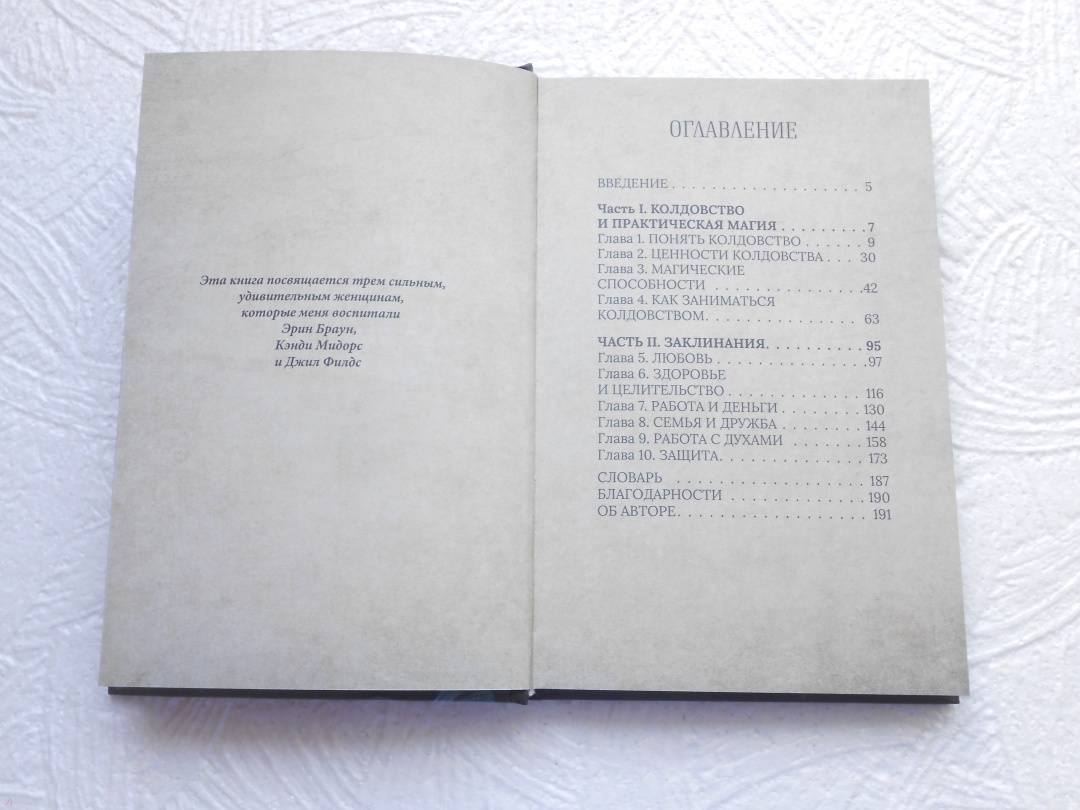 Эта книга посвящается трем сильным,
удивительным женщинам,
которые меня воспитали
Эрин Браун,
Кэнди Мидорс
и Джил Филдс
ОГЛАВЛЕНИЕ
ВВЕДЕНИЕ . . . . . . . . . . . . . . . . . . . 5
Часть I. КОЛДОВСТВО
И ПРАКТИЧЕСКАЯ МАГИЯ . . . . . . . . . 7
Глава 1. ПОНЯТЬ КОЛДОВСТВО . . . . . . 9
Глава 2. ЦЕННОСТИ КОЛДОВСТВА . . . 30
Глава 3. МАГИЧЕСКИЕ
СПОСОБНОСТИ . . . . . . . . . . . . . . . 42
Глава 4. КАК ЗАНИМАТЬСЯ
КОЛДОВСТВОМ. . . . . . . . . . . . . . . . 63
ЧАСТЬ II. ЗАКЛИНАНИЯ. . . . . . . . . . 95
Глава 5. ЛЮБОВЬ . . . . . . . . . . . . . . . . 97
Глава 6. ЗДОРОВЬЕ
И ЦЕЛИТЕЛЬСТВО . . . . . . . . . . . . . . 116
Глава 7. РАБОТА И ДЕНЬГИ . . . . . . . . 130
Глава 8. СЕМЬЯ И ДРУЖБА . . . . . . . . 144
Глава 9. РАБОТА С ДУХАМИ . . . . . . . 158
Глава 10. ЗАЩИТА. . . . . . . . . . . . . . . 173
СЛОВАРЬ . . . . . . . . . . . . . . . . . . . 187
БЛАГОДАРНОСТИ . . . . . . . . . . . . . . 190
ОБ АВТОРЕ. . . . . . . . . . . . . . . . . . . 191